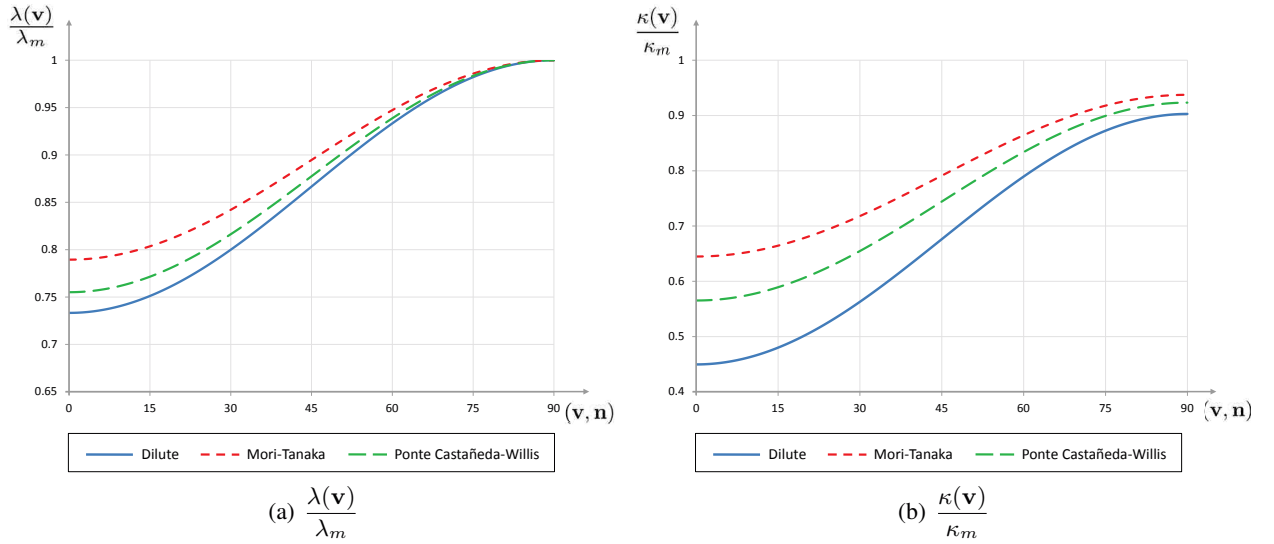 λ(v)
λₘ
1
0.95
0.9
0.85
0.8
0.75
0.7
0.65
0 15 30 45 60 75 90 (v, n)
Dilute Mori-Tanaka Ponte Castañeda-Willis
(a) λ(v)/λₘ
κ(v)
κₘ
1
0.9
0.8
0.7
0.6
0.5
0.4
0 15 30 45 60 75 90 (v, n)
Dilute Mori-Tanaka Ponte Castañeda-Willis
(b) κ(v)/κₘ